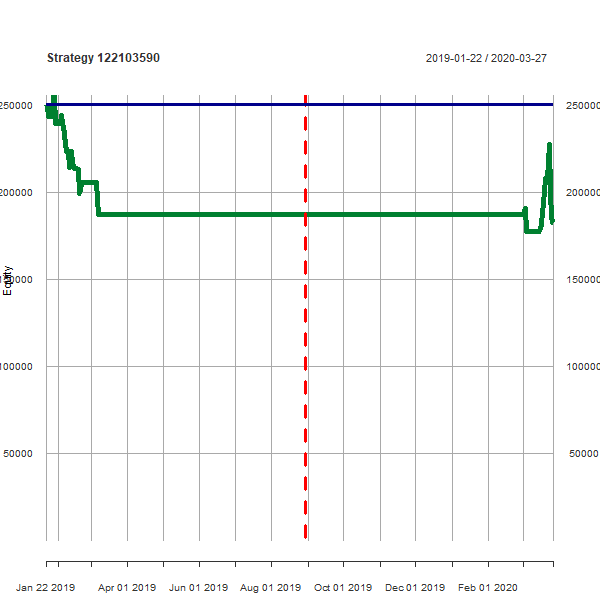 Strategy 122103590 2019-01-22 / 2020-03-27
250000 250000
200000 200000
150000 150000
Equity
100000 100000
50000 50000
Jan 22 2019 Apr 01 2019 Jun 01 2019 Aug 01 2019 Oct 01 2019 Dec 01 2019 Feb 01 2020